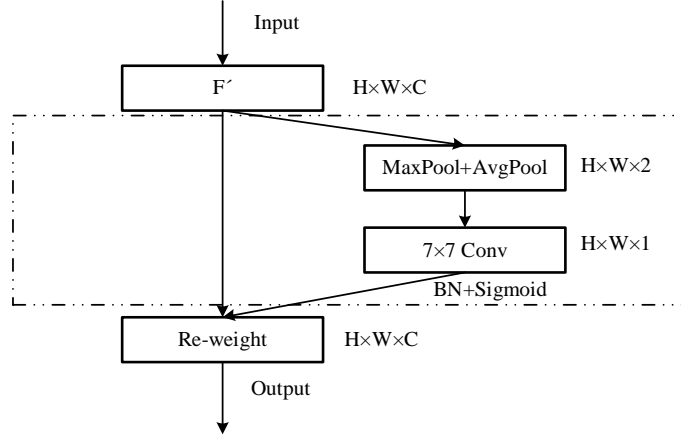 Input
F´
H×W×C
MaxPool+AvgPool
H×W×2
7×7 Conv
H×W×1
BN+Sigmoid
Re-weight
H×W×C
Output